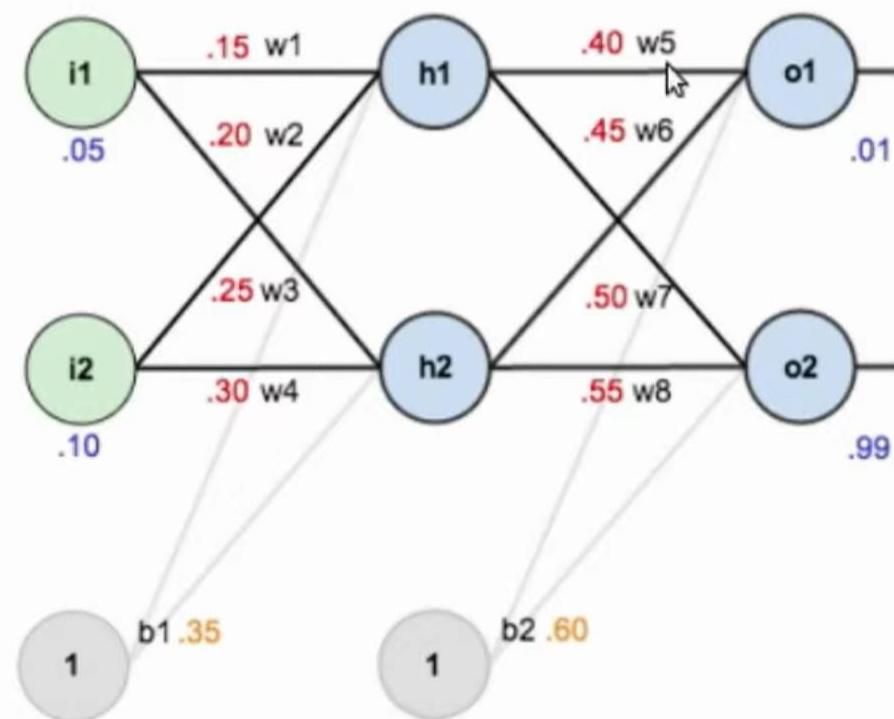 i1
.15 w1
h1
.40 w5
o1
.05
.20 w2
.45 w6
.01
.25 w3
.50 w7
i2
.30 w4
h2
.55 w8
o2
.10
.99
b1 .35
b2 .60
1
1